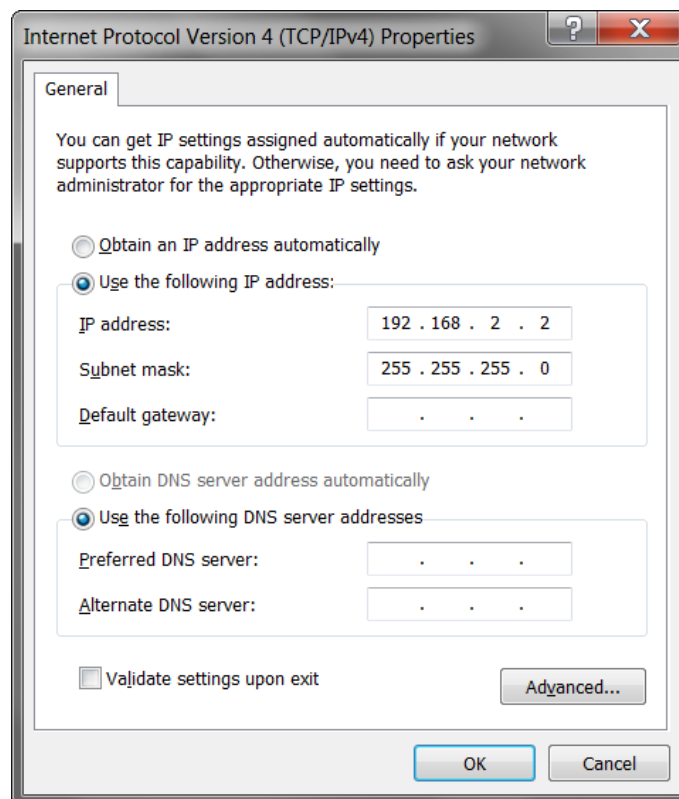 Internet Protocol Version 4 (TCP/IPv4) Properties
General
You can get IP settings assigned automatically if your network
supports this capability. Otherwise, you need to ask your network
administrator for the appropriate IP settings.
Obtain an IP address automatically
Use the following IP address:
IP address: 192 . 168 . 2 . 2
Subnet mask: 255 . 255 . 255 . 0
Default gateway: . . .
Obtain DNS server address automatically
Use the following DNS server addresses
Preferred DNS server: . . .
Alternate DNS server: . . .
Validate settings upon exit
Advanced...
OK Cancel